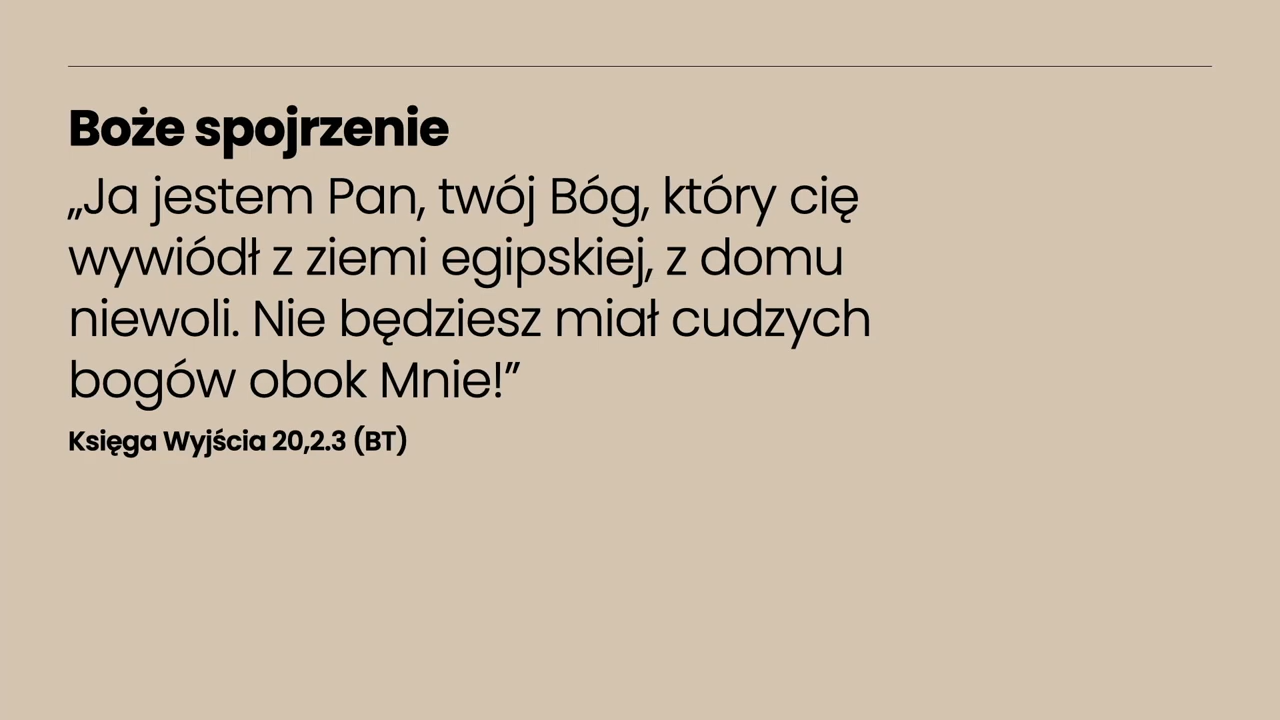 Boże spojrzenie
„Ja jestem Pan, twój Bóg, który cię
wywiódł z ziemi egipskiej, z domu
niewoli. Nie będziesz miał cudzych
bogów obok Mnie!”
Księga Wyjścia 20,2.3 (BT)